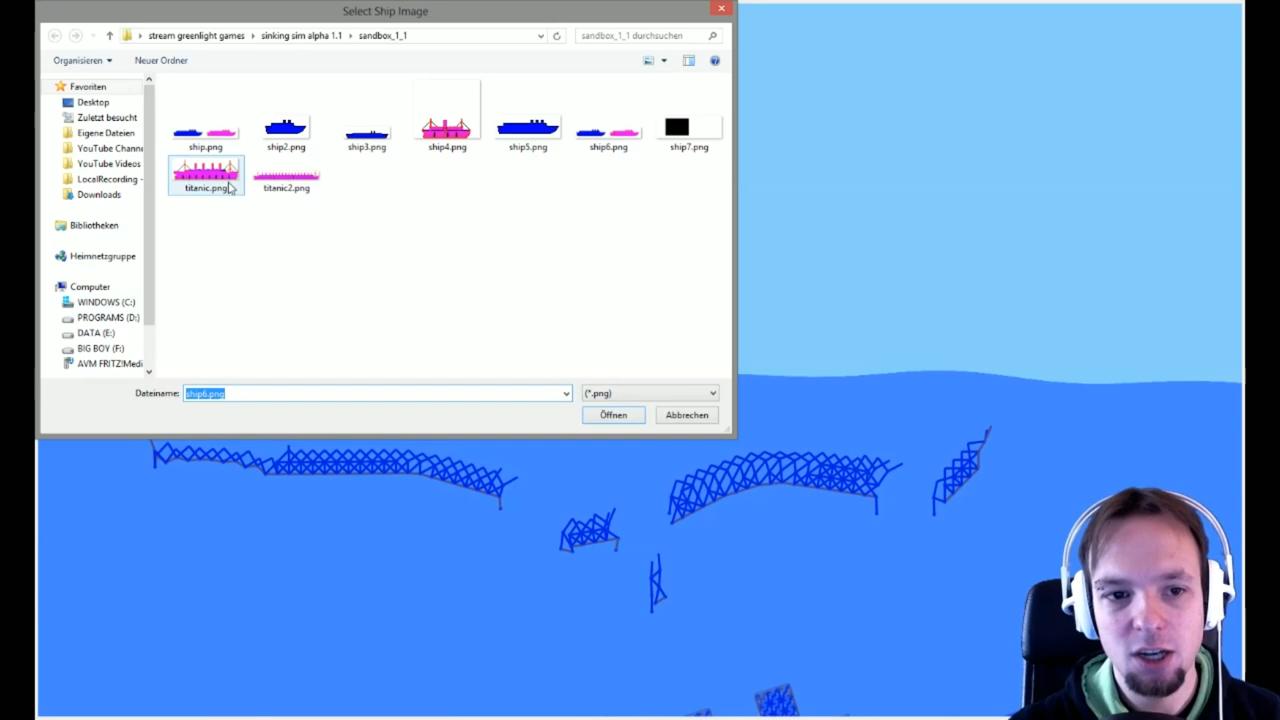 Select Ship Image
stream greenlight games
sinking sim alpha 1.1
sandbox_1_1
sandbox_1_1 durchsuchen
Organisieren
Neuer Ordner
Favoriten
Desktop
Zuletzt besucht
Eigene Dateien
YouTube Channe
YouTube Videos
LocalRecording -
Downloads
Bibliotheken
Heimnetzgruppe
Computer
WINDOWS (C:)
PROGRAMS (D:)
DATA (E:)
BIG BOY (F:)
AVM FRITZ!Medi
ship.png
ship2.png
ship3.png
ship4.png
ship5.png
ship6.png
ship7.png
titanic.png
titanic2.png
Dateiname:
ship6.png
(*.png)
Öffnen
Abbrechen